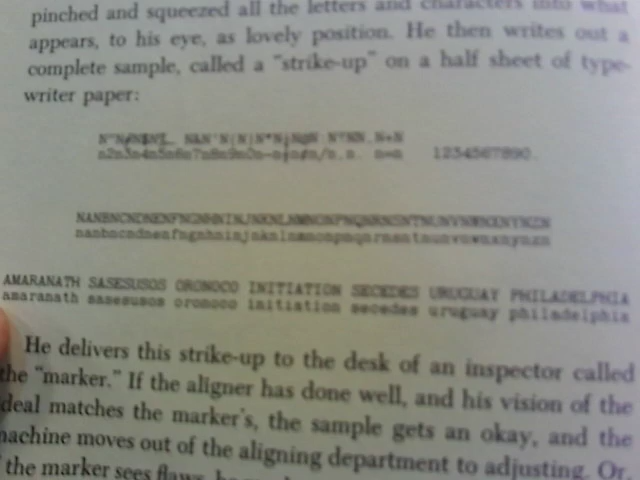 pinched and squeezed all the letters and characters into what
appears, to his eye, as lovely position. He then writes out a
complete sample, called a "strike-up" on a half sheet of type-
writer paper:
1234567890.
NANBNCNDNENFNGNHNINJNKNLNMNONPNQNRNSNTNUNVNWNXNYNZN
nanbncndnenfngnhninjnknlnmnonpnqnrnsntnunvnwnxnynzn
AMARANATH SASESUSOS ORONOCO INITIATION SECEDES URUGUAY PHILADELPHIA
amaranath sasesusos oronoco initiation secedes uruguay philadelphia
He delivers this strike-up to the desk of an inspector called
the "marker." If the aligner has done well, and his vision of the
deal matches the marker's, the sample gets an okay, and the
machine moves out of the aligning department to adjusting. Or,
the marker sees flaws,